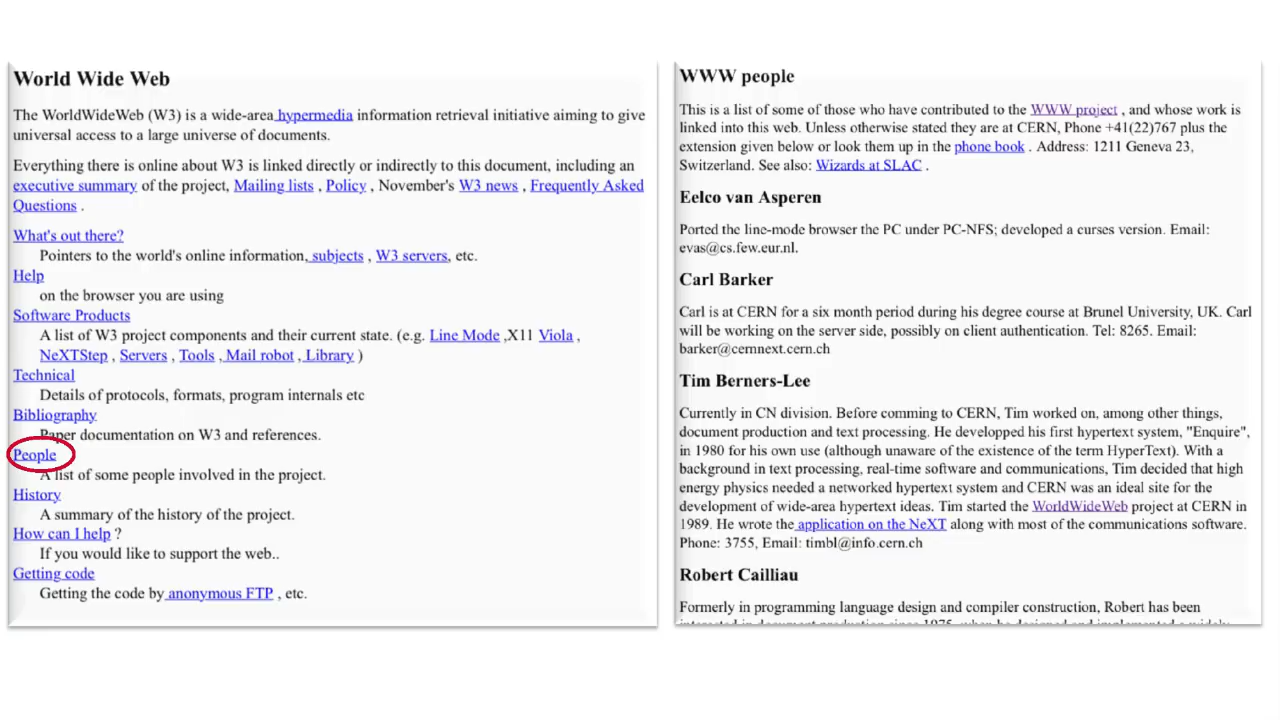 World Wide Web
The WorldWideWeb (W3) is a wide-area hypermedia information retrieval initiative aiming to give
universal access to a large universe of documents.
Everything there is online about W3 is linked directly or indirectly to this document, including an
executive summary of the project, Mailing lists , Policy , November's W3 news , Frequently Asked
Questions .
What's out there?
Pointers to the world's online information, subjects , W3 servers, etc.
Help
on the browser you are using
Software Products
A list of W3 project components and their current state. (e.g. Line Mode ,X11 Viola ,
NeXTStep , Servers , Tools , Mail robot , Library )
Technical
Details of protocols, formats, program internals etc
Bibliography
Paper documentation on W3 and references.
People
A list of some people involved in the project.
History
A summary of the history of the project.
How can I help ?
If you would like to support the web..
Getting code
Getting the code by anonymous FTP , etc.
WWW people
This is a list of some of those who have contributed to the WWW project , and whose work is
linked into this web. Unless otherwise stated they are at CERN, Phone +41(22)767 plus the
extension given below or look them up in the phone book . Address: 1211 Geneva 23,
Switzerland. See also: Wizards at SLAC .
Eelco van Asperen
Ported the line-mode browser the PC under PC-NFS; developed a curses version. Email:
evas@cs.few.eur.nl.
Carl Barker
Carl is at CERN for a six month period during his degree course at Brunel University, UK. Carl
will be working on the server side, possibly on client authentication. Tel: 8265. Email:
barker@cernnext.cern.ch
Tim Berners-Lee
Currently in CN division. Before comming to CERN, Tim worked on, among other things,
document production and text processing. He developped his first hypertext system, "Enquire",
in 1980 for his own use (although unaware of the existence of the term HyperText). With a
background in text processing, real-time software and communications, Tim decided that high
energy physics needed a networked hypertext system and CERN was an ideal site for the
development of wide-area hypertext ideas. Tim started the WorldWideWeb project at CERN in
1989. He wrote the application on the NeXT along with most of the communications software.
Phone: 3755, Email: timbl@info.cern.ch
Robert Cailliau
Formerly in programming language design and compiler construction, Robert has been
interested in document production since 1975, when he designed and implemented a widely